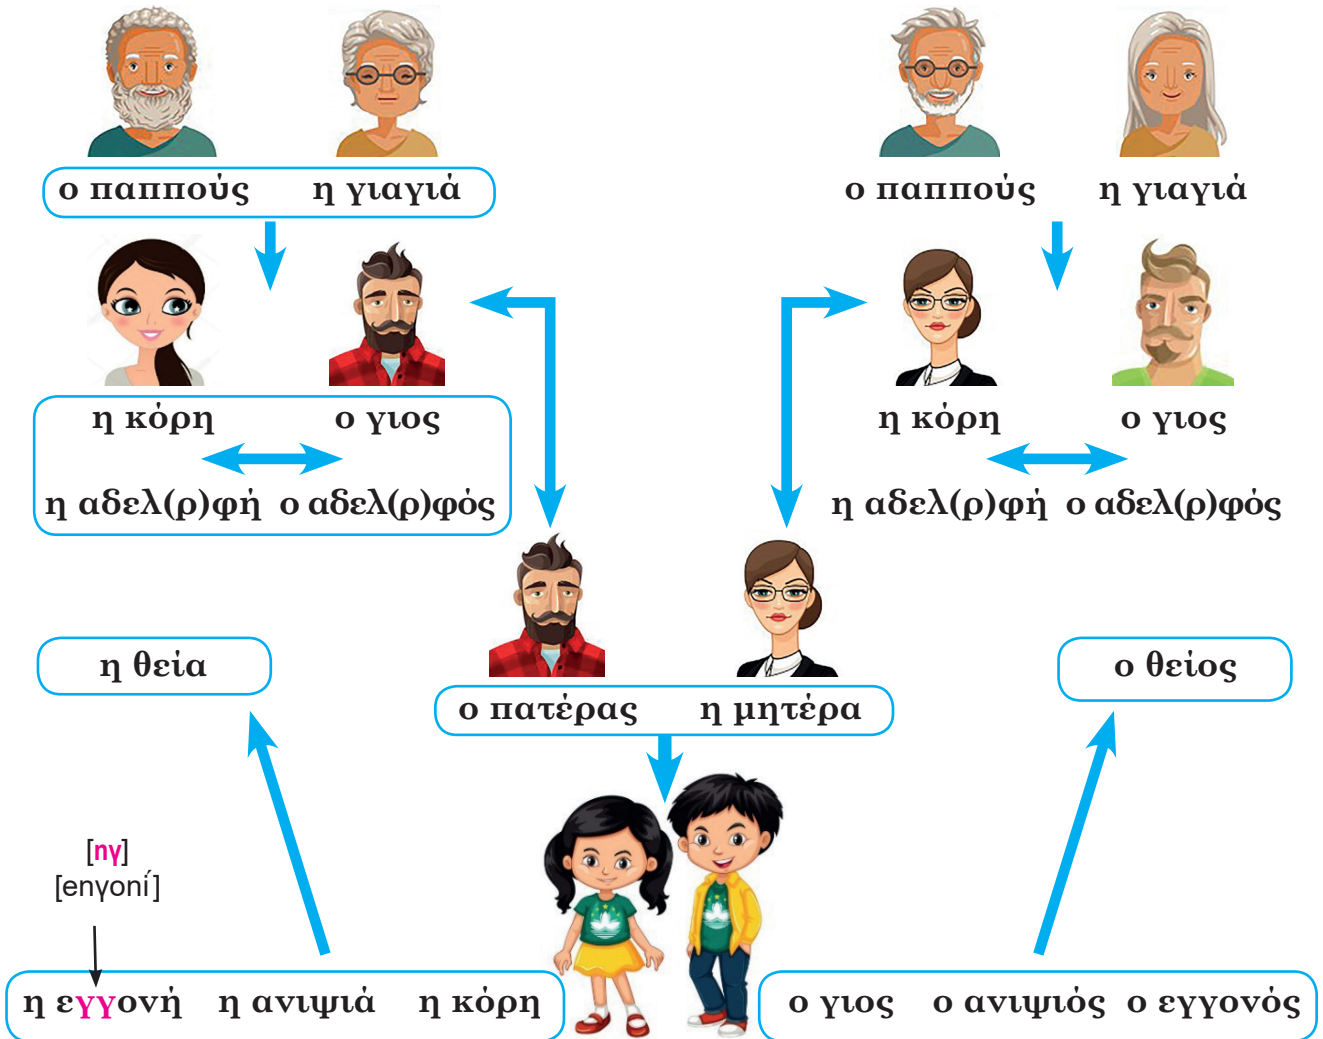 ο παππούς η γιαγιά
ο παππούς η γιαγιά
η κόρη ο γιος
η κόρη ο γιος
η αδελ(ρ)φή ο αδελ(ρ)φός
η αδελ(ρ)φή ο αδελ(ρ)φός
η θεία
ο θείος
ο πατέρας η μητέρα
[nγ]
[enγoní]
η εγγονή η ανιψιά η κόρη
ο γιος ο ανιψιός ο εγγονός